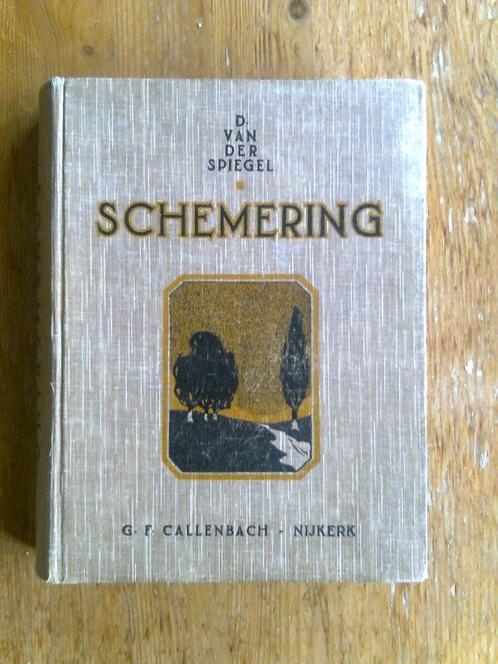 D.
VAN
DER
SPIEGEL
SCHEMERING
G. F. CALLENBACH - NIJKERK